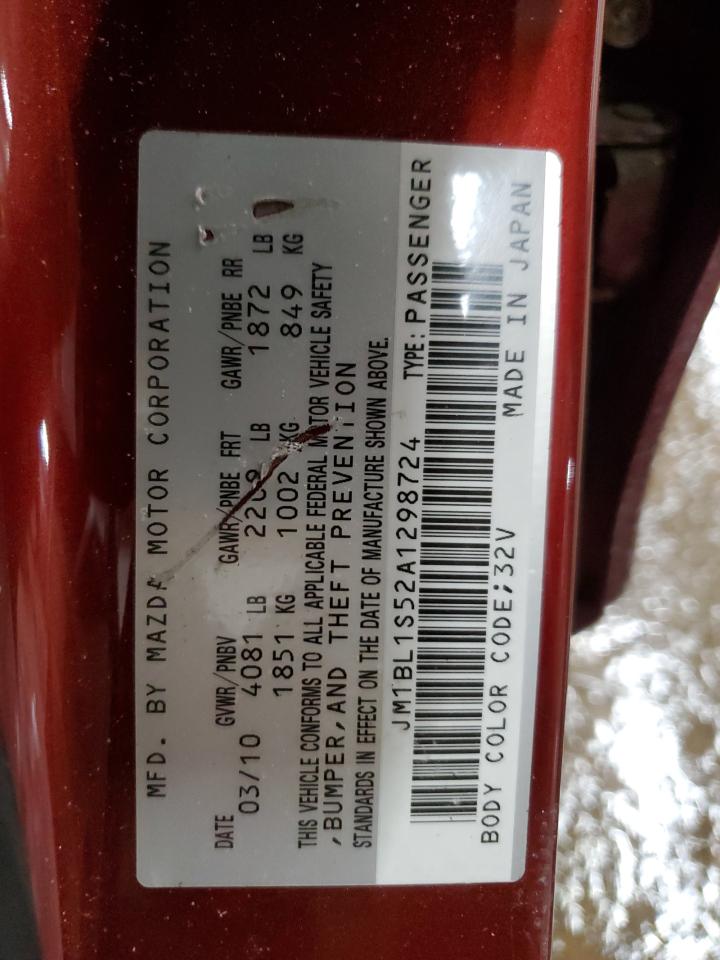 MFD. BY MAZDA MOTOR CORPORATION
DATE GVWR/PNBV GAWR/PNBE FRT GAWR/PNBE RR
03/10 4081 LB 2209 LB 1872 LB
1851 KG 1002 KG 849 KG
THIS VEHICLE CONFORMS TO ALL APPLICABLE FEDERAL MOTOR VEHICLE SAFETY
,BUMPER,AND THEFT PREVENTION
STANDARDS IN EFFECT ON THE DATE OF MANUFACTURE SHOWN ABOVE.
JM1BL1S52A1298724 TYPE:PASSENGER
BODY COLOR CODE;32V MADE IN JAPAN